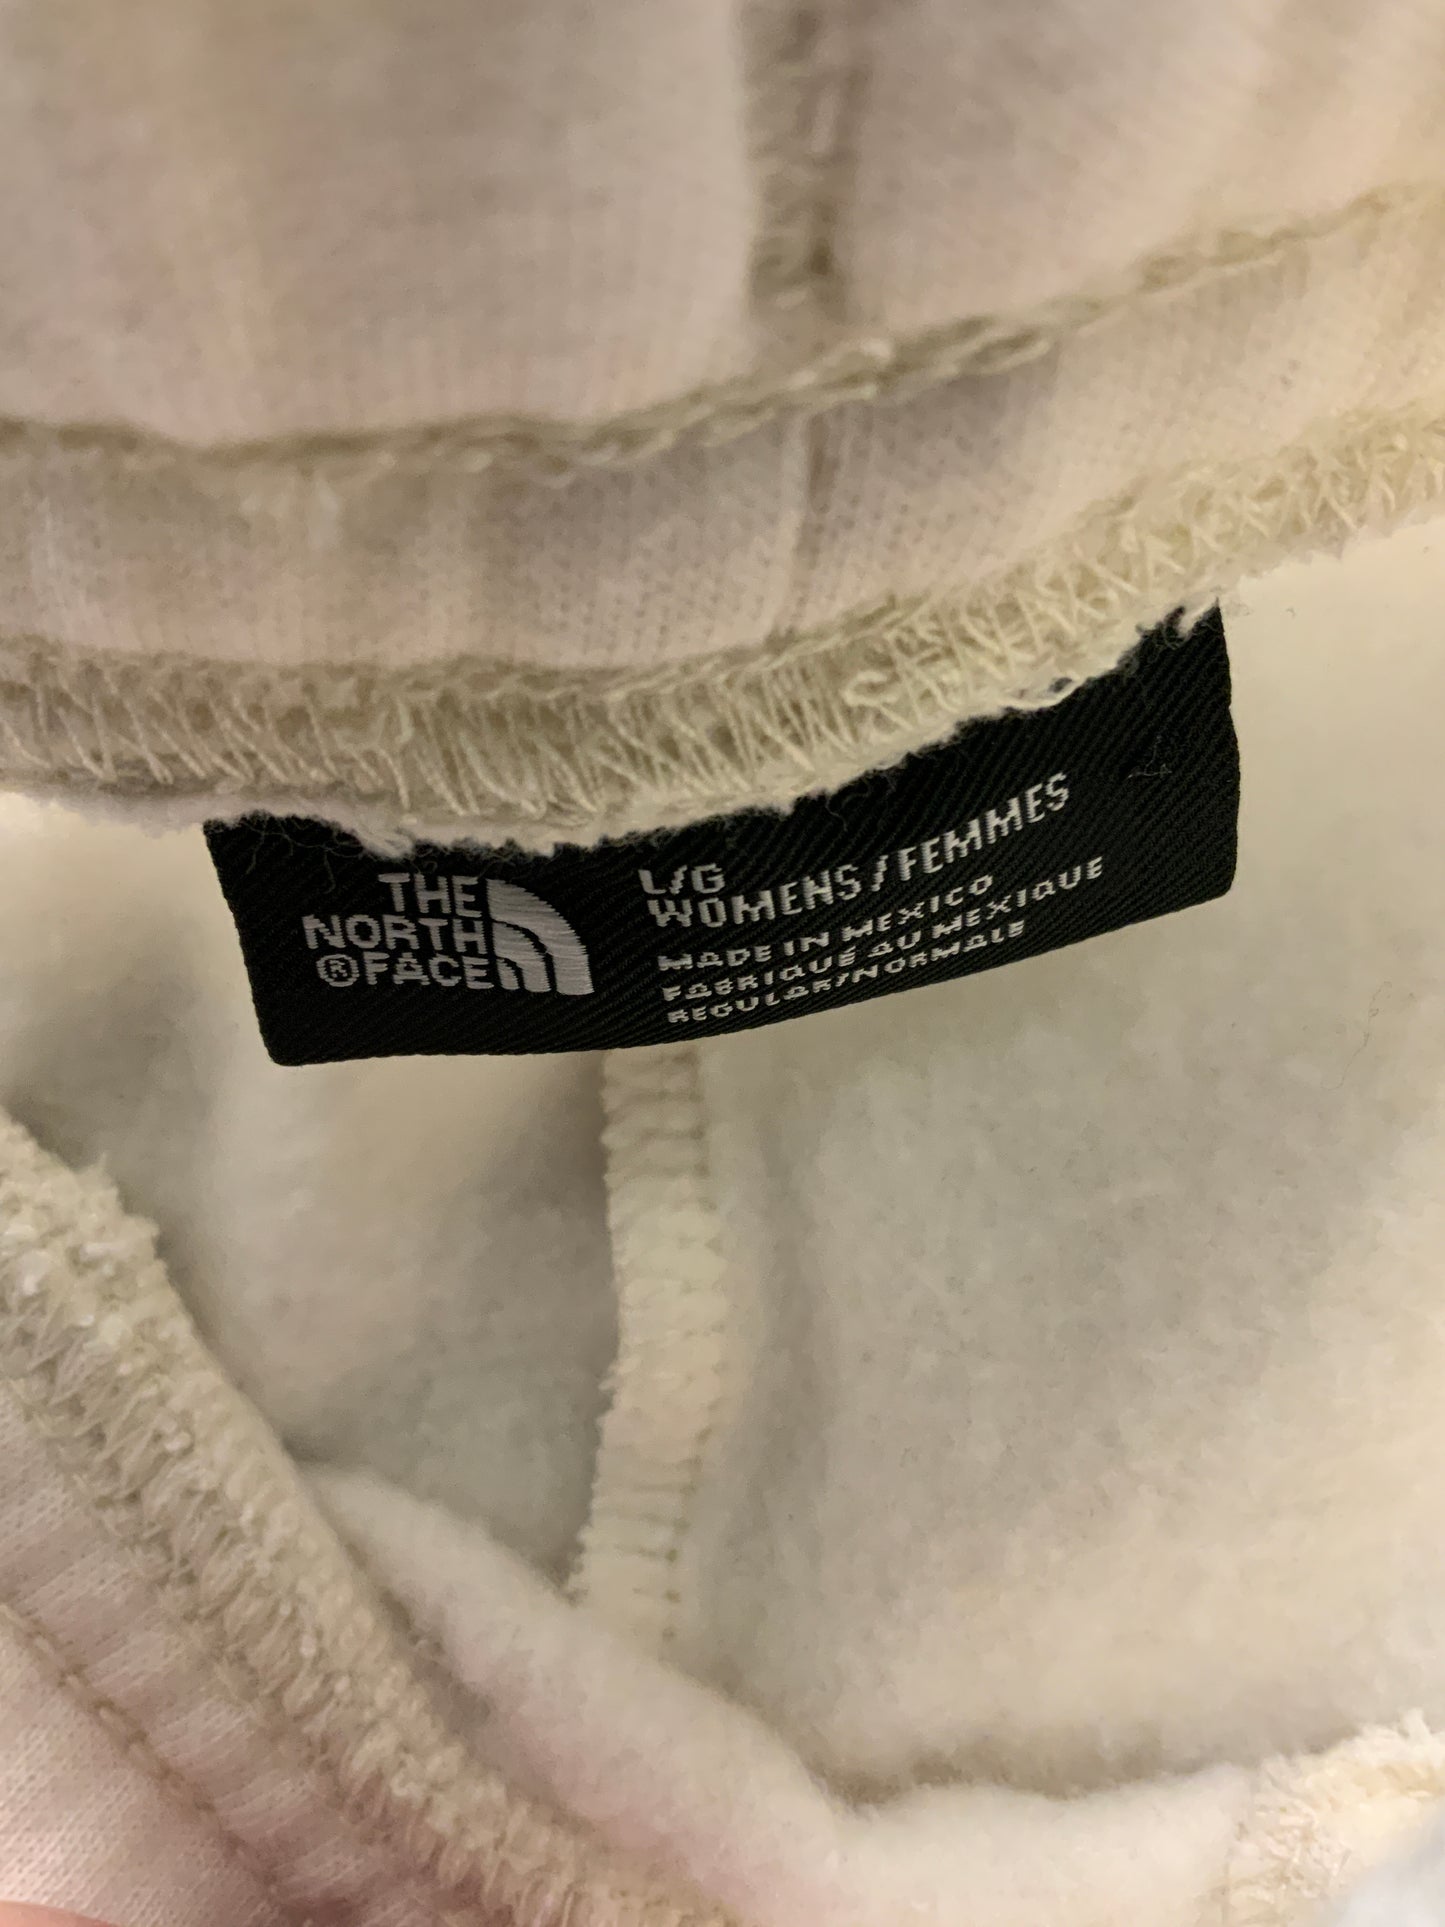 THE
NORTH
®FACE
L/G
WOMENS/FEMMES
MADE IN MEXICO
FABRIQUÉ AU MEXIQUE
REGULAR/NORMALE